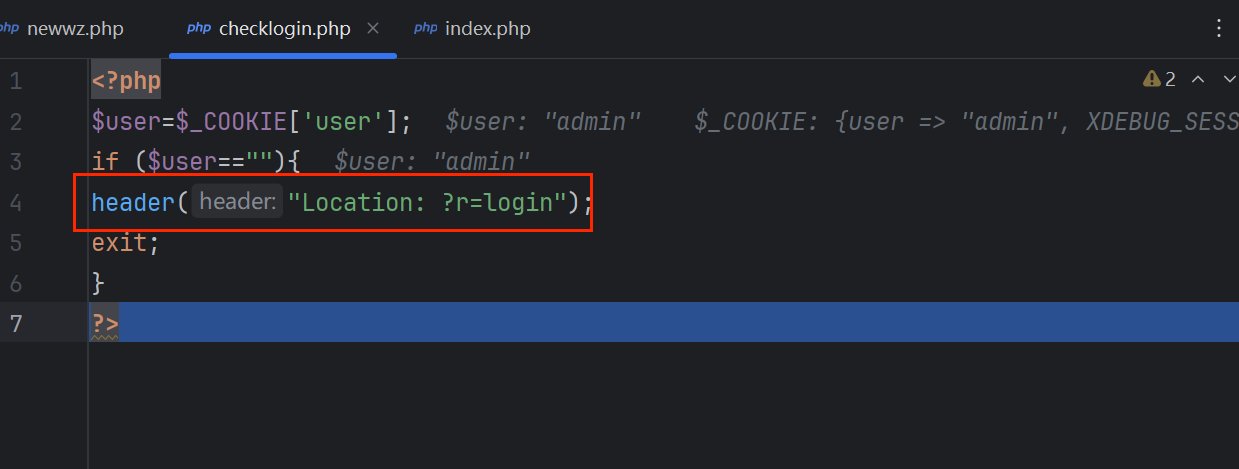 php newwz.php php checklogin.php php index.php
1 <?php 2
2 $user=$_COOKIE['user']; $user: "admin" $_COOKIE: {user => "admin", XDEBUG_SESS
3 if ($user==""){ $user: "admin"
4 header( header: "Location: ?r=login");
5 exit;
6 }
7 ?>